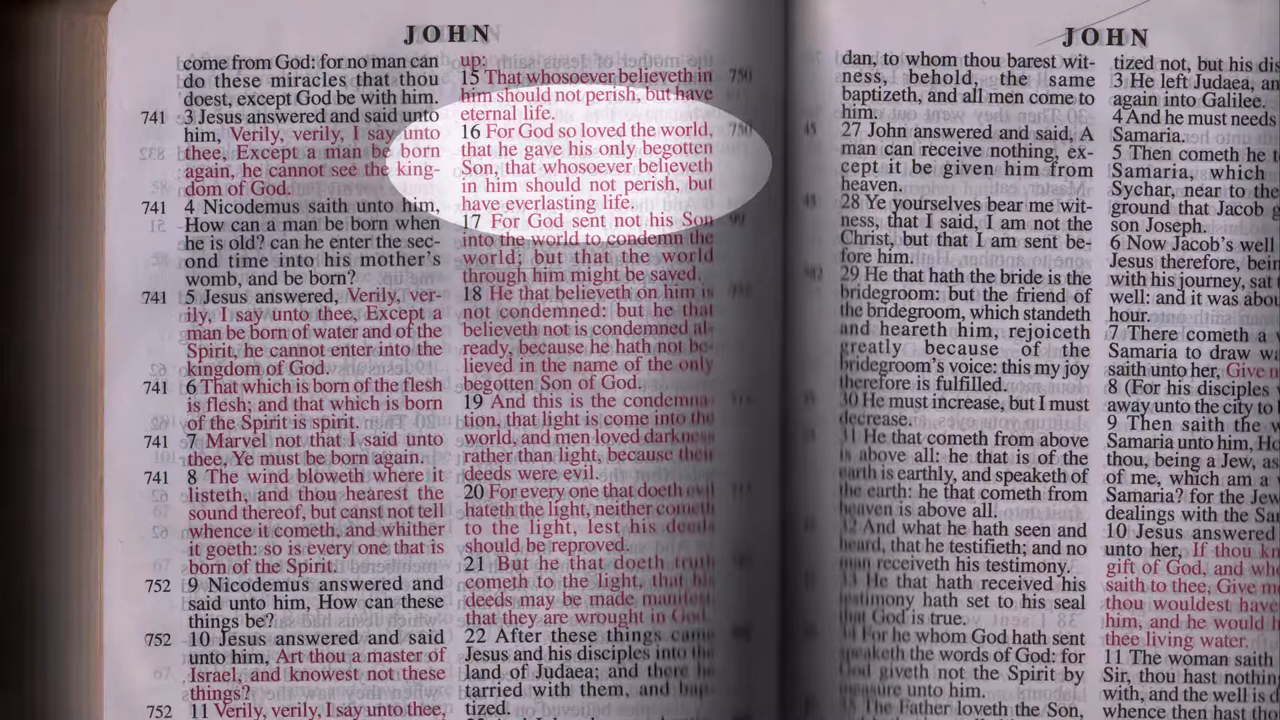 JOHN
come from God: for no man can
do these miracles that thou
doest, except God be with him.
741 3 Jesus answered and said unto
him, Verily, verily, I say unto
thee, Except a man be born
again, he cannot see the king-
dom of God.
741 4 Nicodemus saith unto him,
How can a man be born when
he is old? can he enter the sec-
ond time into his mother's
womb, and be born?
741 5 Jesus answered, Verily, ver-
ily, I say unto thee, Except a
man be born of water and of the
Spirit, he cannot enter into the
kingdom of God.
741 6 That which is born of the flesh
is flesh; and that which is born
of the Spirit is spirit.
741 7 Marvel not that I said unto
thee, Ye must be born again.
741 8 The wind bloweth where it
listeth, and thou hearest the
sound thereof, but canst not tell
whence it cometh, and whither
it goeth: so is every one that is
born of the Spirit.
752 9 Nicodemus answered and
said unto him, How can these
things be?
752 10 Jesus answered and said
unto him, Art thou a master of
Israel, and knowest not these
things?
752 11 Verily, verily, I say unto thee,
up:
15 That whosoever believeth in 750
him should not perish, but have
eternal life.
16 For God so loved the world, 750
that he gave his only begotten
Son, that whosoever believeth
in him should not perish, but
have everlasting life.
17 For God sent not his Son
into the world to condemn the
world; but that the world
through him might be saved.
18 He that believeth on him is
not condemned: but he that
believeth not is condemned al-
ready, because he hath not be-
lieved in the name of the only
begotten Son of God.
19 And this is the condemna-
tion, that light is come into the
world, and men loved darkness
rather than light, because their
deeds were evil.
20 For every one that doeth evil
hateth the light, neither cometh
to the light, lest his deeds
should be reproved.
21 But he that doeth truth
cometh to the light, that his
deeds may be made manifest,
that they are wrought in God.
22 After these things came
Jesus and his disciples into the
land of Judaea; and there he
tarried with them, and bap-
tized.
JOHN
dan, to whom thou barest wit-
ness, behold, the same
baptizeth, and all men come to
him.
27 John answered and said, A
man can receive nothing, ex-
cept it be given him from
heaven.
28 Ye yourselves bear me wit-
ness, that I said, I am not the
Christ, but that I am sent be-
fore him.
29 He that hath the bride is the
bridegroom: but the friend of
the bridegroom, which standeth
and heareth him, rejoiceth
greatly because of the
bridegroom's voice: this my joy
therefore is fulfilled.
30 He must increase, but I must
decrease.
31 He that cometh from above
is above all: he that is of the
earth is earthly, and speaketh of
the earth: he that cometh from
heaven is above all.
32 And what he hath seen and
heard, that he testifieth; and no
man receiveth his testimony.
33 He that hath received his
testimony hath set to his seal
that God is true.
34 For he whom God hath sent
speaketh the words of God: for
God giveth not the Spirit by
measure unto him.
35 The Father loveth the Son,
tized not, but his dis
3 He left Judaea, an
again into Galilee.
4 And he must needs
Samaria.
5 Then cometh he t
Samaria, which
Sychar, near to the
ground that Jacob g
son Joseph.
6 Now Jacob's well
Jesus therefore, bein
with his journey, sat
well: and it was abou
hour.
7 There cometh a
Samaria to draw wa
saith unto her, Give m
8 (For his disciples
away unto the city to
9 Then saith the w
Samaria unto him, Ho
thou, being a Jew, as
of me, which am a
Samaria? for the Jew
dealings with the Sa
10 Jesus answered
unto her, If thou kn
gift of God, and who
saith to thee, Give m
thou wouldest have
him, and he would h
thee living water.
11 The woman saith
Sir, thou hast nothin
with, and the well is d
whence then hast tho